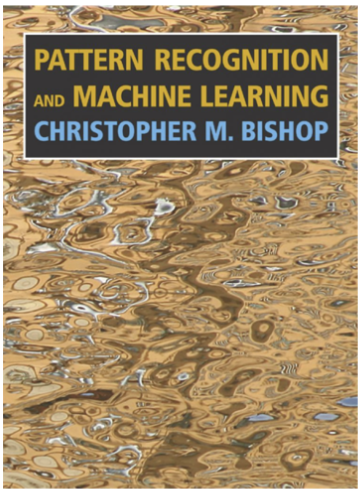 PATTERN RECOGNITION
AND MACHINE LEARNING
CHRISTOPHER M. BISHOP